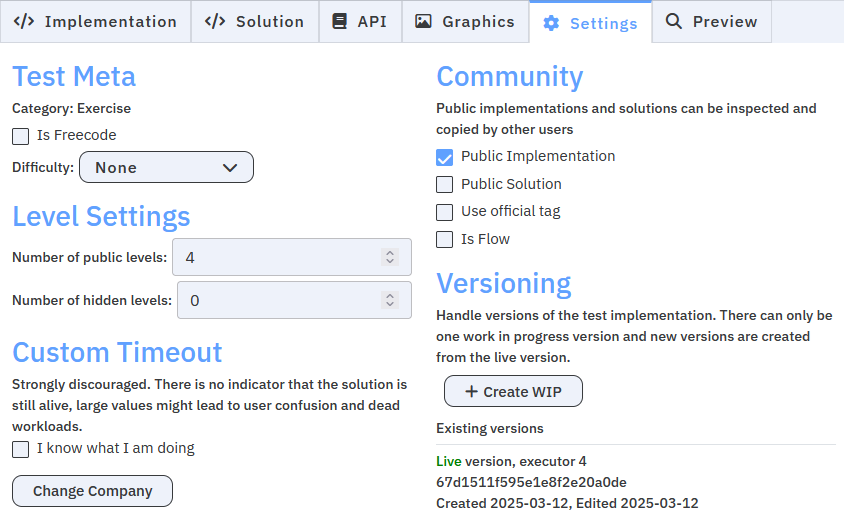 </> Implementation
</> Solution
API
Graphics
Settings
Preview
Test Meta
Category: Exercise
Is Freecode
Difficulty: None
Level Settings
Number of public levels: 4
Number of hidden levels: 0
Custom Timeout
Strongly discouraged. There is no indicator that the solution is
still alive, large values might lead to user confusion and dead
workloads.
I know what I am doing
Change Company
Community
Public implementations and solutions can be inspected and
copied by other users
Public Implementation
Public Solution
Use official tag
Is Flow
Versioning
Handle versions of the test implementation. There can only be
one work in progress version and new versions are created
from the live version.
+ Create WIP
Existing versions
Live version, executor 4
67d1511f595e1e8f2e20a0de
Created 2025-03-12, Edited 2025-03-12